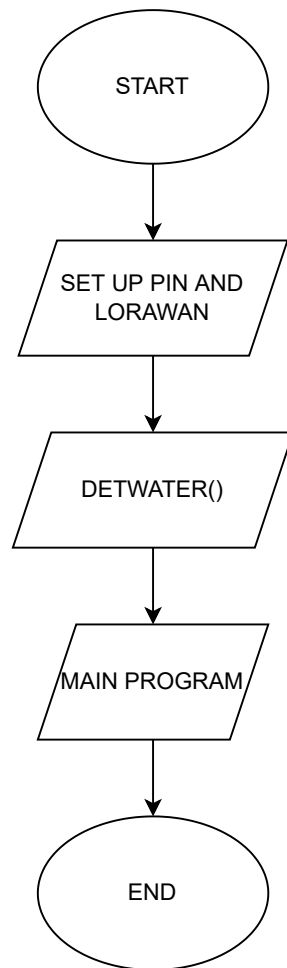 START
SET UP PIN AND
LORAWAN
DETWATER()
MAIN PROGRAM
END